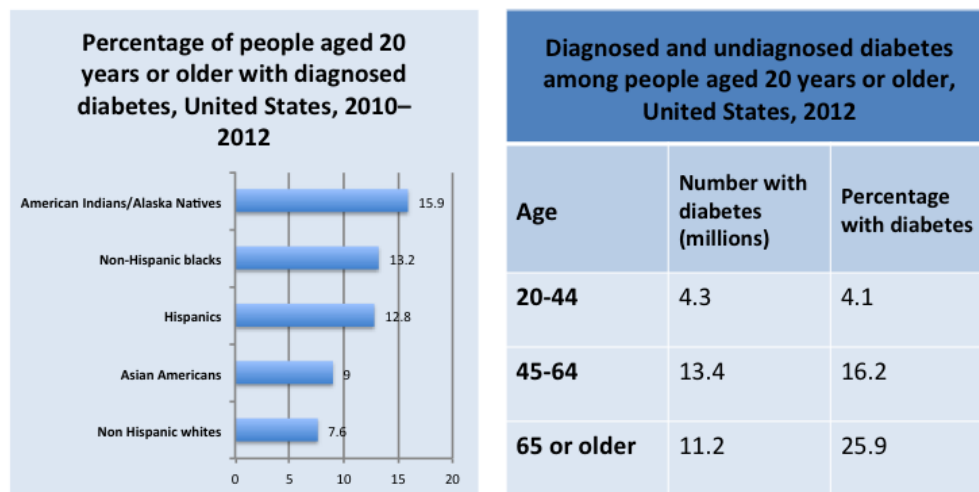 Percentage of people aged 20
years or older with diagnosed
diabetes, United States, 2010–
2012
American Indians/Alaska Natives 15.9
Non-Hispanic blacks 13.2
Hispanics 12.8
Asian Americans 9
Non Hispanic whites 7.6
0 5 10 15 20
Diagnosed and undiagnosed diabetes
among people aged 20 years or older,
United States, 2012
Age
Number with
diabetes
(millions)
Percentage
with diabetes
20-44 4.3 4.1
45-64 13.4 16.2
65 or older 11.2 25.9